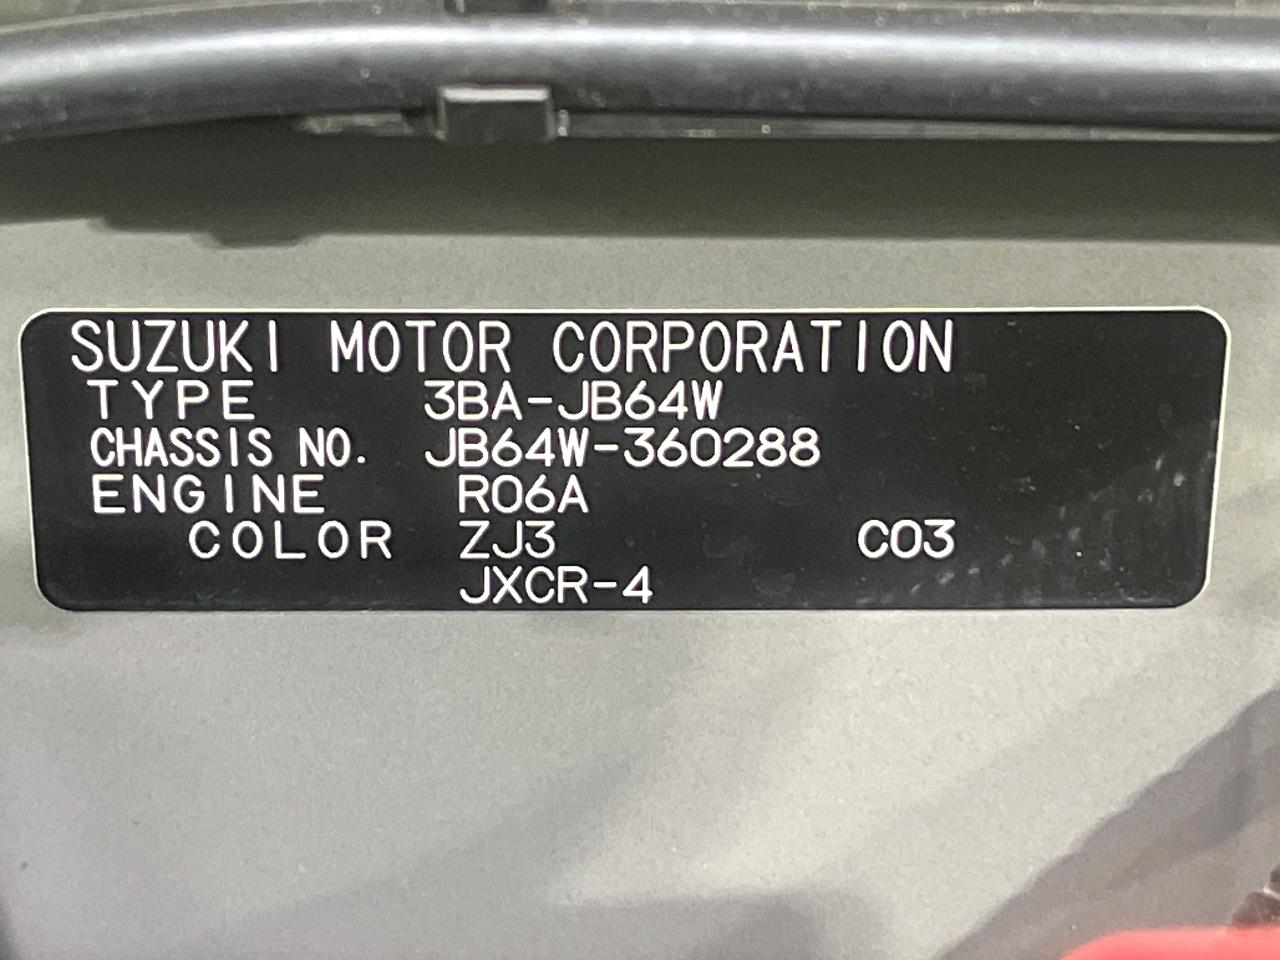 SUZUKI MOTOR CORPORATION
TYPE 3BA-JB64W
CHASSIS NO. JB64W-360288
ENGINE R06A
COLOR ZJ3 C03
JXCR-4